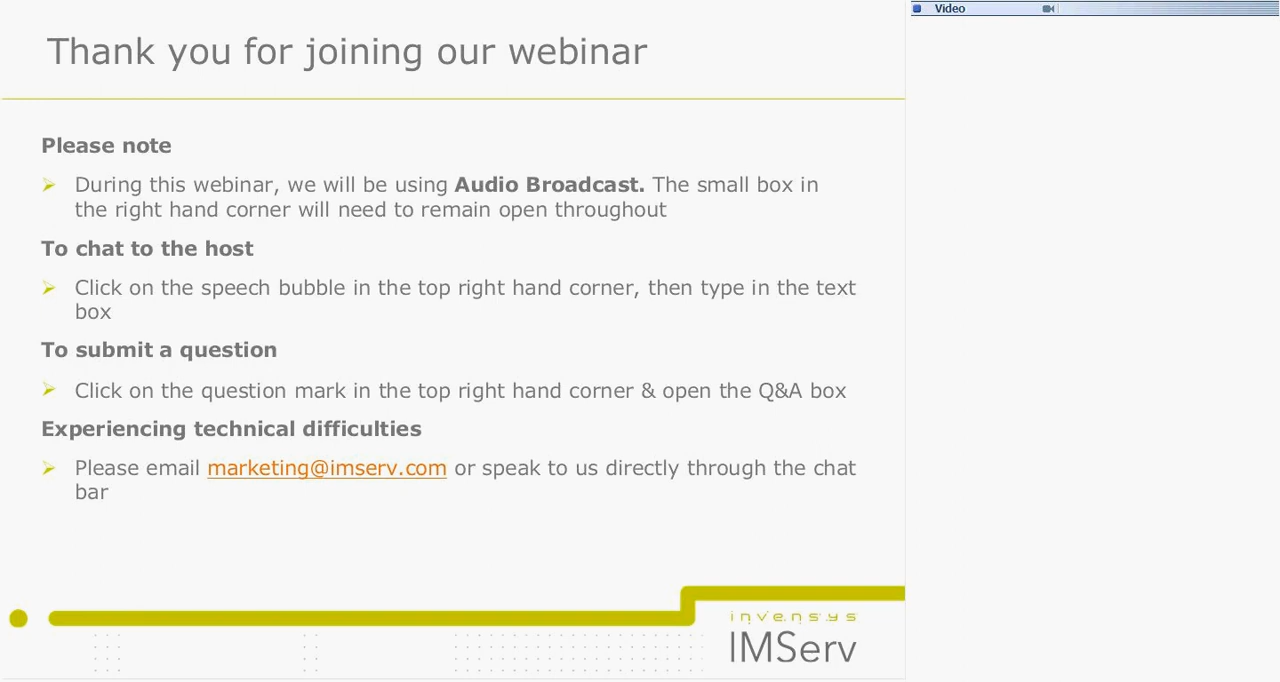 Thank you for joining our webinar
Video
Please note
During this webinar, we will be using Audio Broadcast. The small box in
the right hand corner will need to remain open throughout
To chat to the host
Click on the speech bubble in the top right hand corner, then type in the text
box
To submit a question
Click on the question mark in the top right hand corner & open the Q&A box
Experiencing technical difficulties
Please email marketing@imserv.com or speak to us directly through the chat
bar
invensys
IMServ